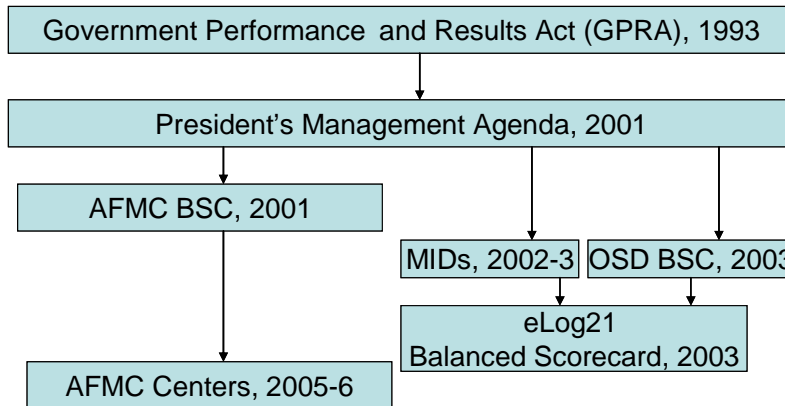 Government Performance and Results Act (GPRA), 1993
President's Management Agenda, 2001
AFMC BSC, 2001
MIDs, 2002-3
OSD BSC, 2003
eLog21
Balanced Scorecard, 2003
AFMC Centers, 2005-6